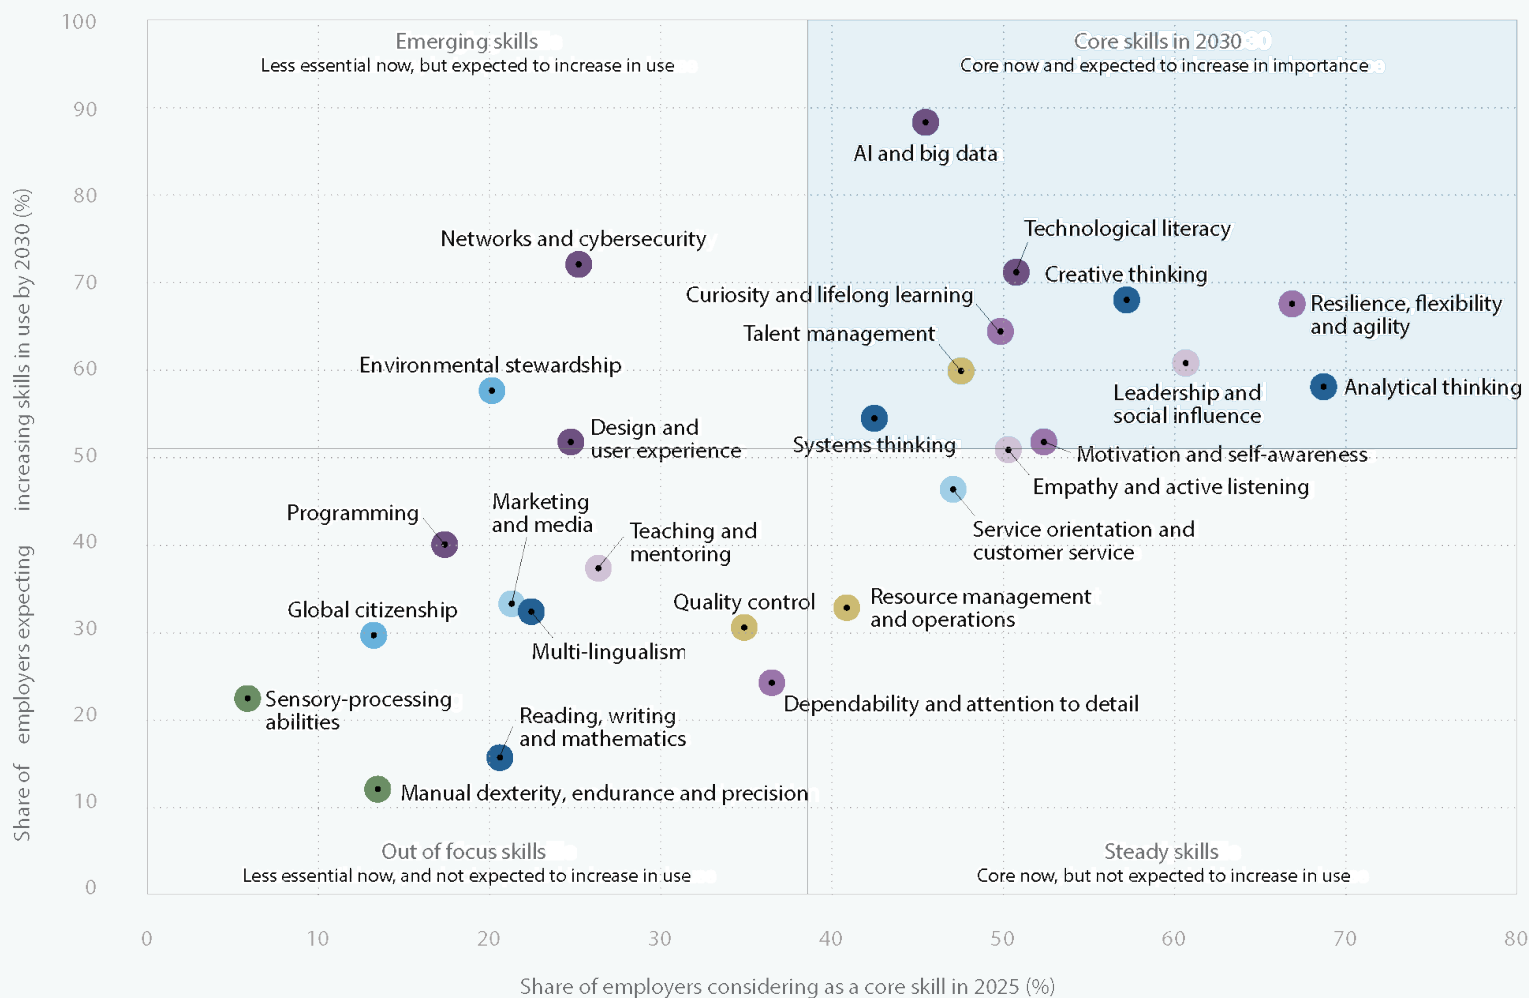 100
90
80
70
60
50
40
30
20
10
0
Share of employers expecting increasing skills in use by 2030 (%)
Emerging skills
Less essential now, but expected to increase in use
Core skills in 2030
Core now and expected to increase in importance
AI and big data
Networks and cybersecurity
Technological literacy
Creative thinking
Curiosity and lifelong learning
Resilience, flexibility
and agility
Talent management
Environmental stewardship
Leadership and
social influence
Analytical thinking
Design and
user experience
Systems thinking
Motivation and self-awareness
Empathy and active listening
Marketing
and media
Programming
Teaching and
mentoring
Service orientation and
customer service
Global citizenship
Quality control
Resource management
and operations
Multi-lingualism
Sensory-processing
abilities
Dependability and attention to detail
Reading, writing
and mathematics
Manual dexterity, endurance and precision
Out of focus skills
Less essential now, and not expected to increase in use
Steady skills
Core now, but not expected to increase in use
0
10
20
30
40
50
60
70
80
Share of employers considering as a core skill in 2025 (%)